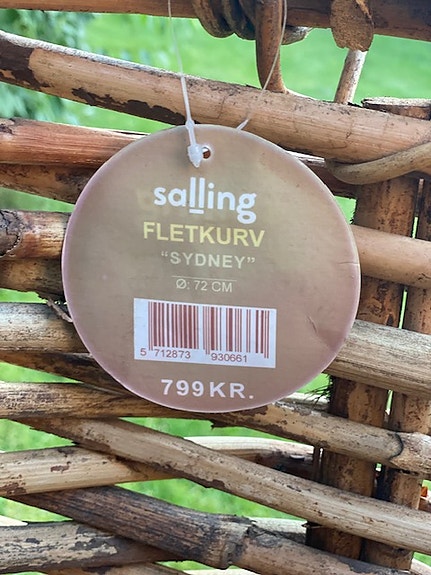 salling
FLETKURV
"SYDNEY"
Ø: 72 CM
5 712873 930661
799 KR.